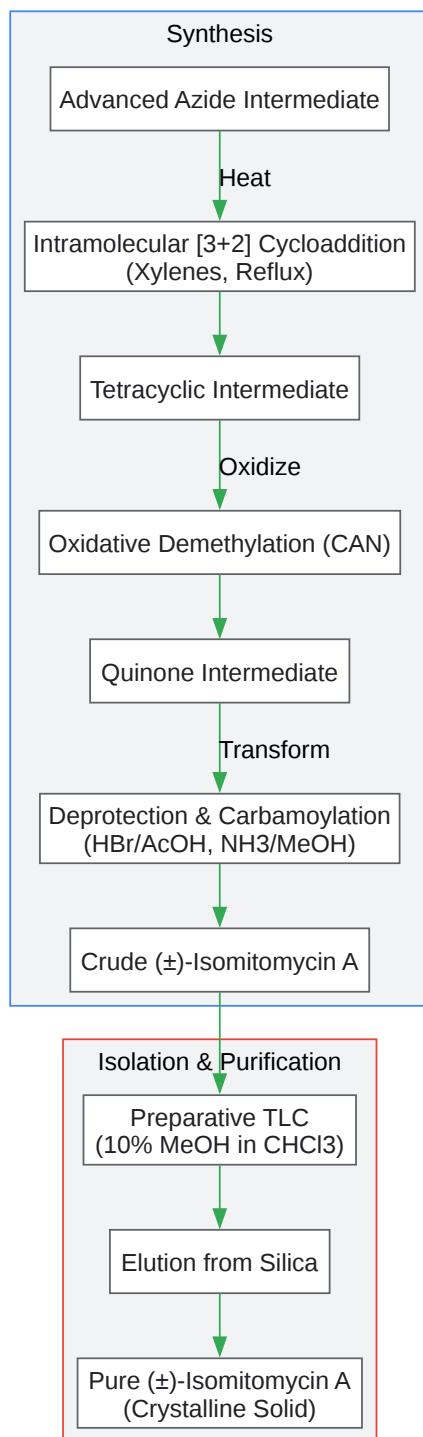 Synthesis
Advanced Azide Intermediate
Heat
Intramolecular [3+2] Cycloaddition
(Xylenes, Reflux)
Tetracyclic Intermediate
Oxidize
Oxidative Demethylation (CAN)
Quinone Intermediate
Transform
Deprotection & Carbamoylation
(HBr/AcOH, NH3/MeOH)
Crude (±)-Isomitomycin A
Isolation & Purification
Preparative TLC
(10% MeOH in CHCl3)
Elution from Silica
Pure (±)-Isomitomycin A
(Crystalline Solid)